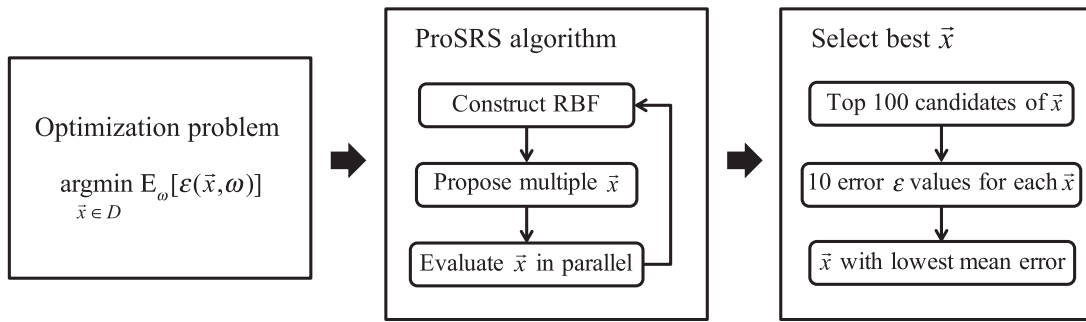 Optimization problem
argmin E_ω[ε(x⃗,ω)]
x⃗ ∈ D
ProSRS algorithm
Construct RBF
Propose multiple x⃗
Evaluate x⃗ in parallel
Select best x⃗
Top 100 candidates of x⃗
10 error ε values for each x⃗
x⃗ with lowest mean error